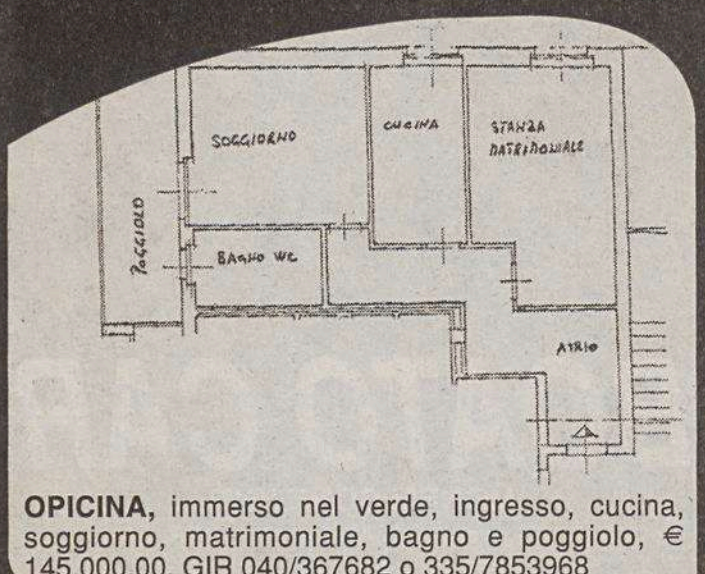 SOGGIORNO
CUCINA
STANZA
MATRIMONIALE
POGGIOLO
BAGNO WC
ATRIO
OPICINA, immerso nel verde, ingresso, cucina,
soggiorno, matrimoniale, bagno e poggiolo, €
145.000,00. GIR 040/367682 o 335/7853968